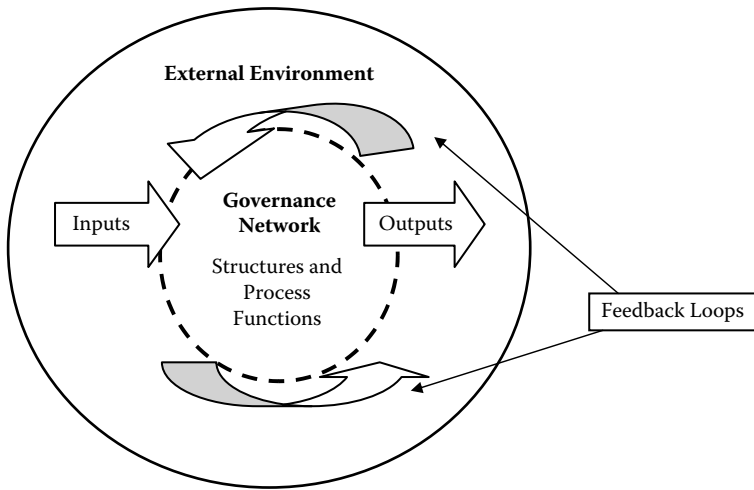 External Environment
Governance
Network
Inputs
Outputs
Structures and
Process
Functions
Feedback Loops